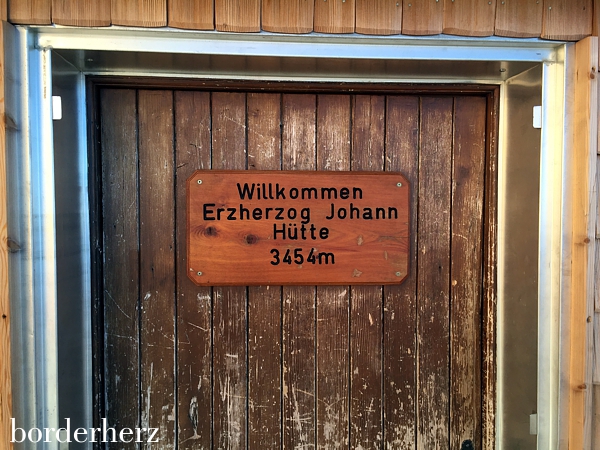 Willkommen
Erzherzog Johann
Hütte
3454m
borderherz